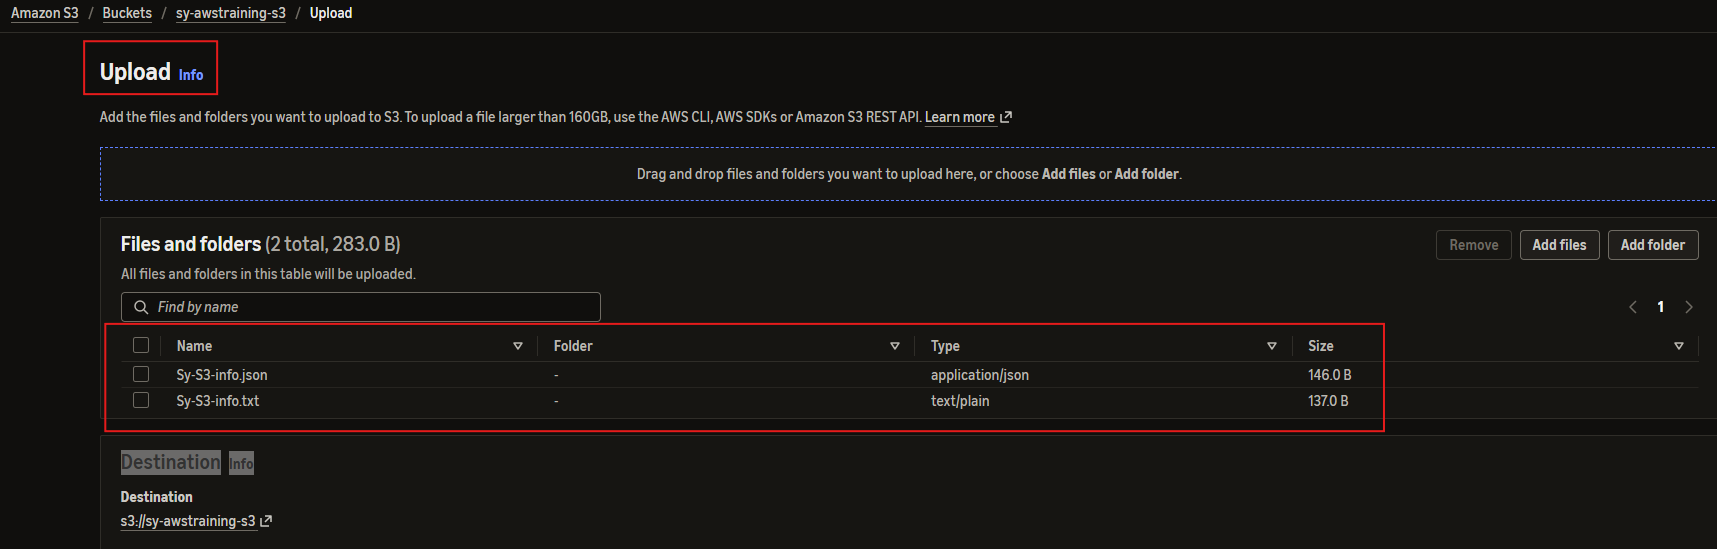 Amazon S3 / Buckets / sy-awstraining-s3 / Upload
Upload Info
Add the files and folders you want to upload to S3. To upload a file larger than 160GB, use the AWS CLI, AWS SDKs or Amazon S3 REST API. Learn more
Drag and drop files and folders you want to upload here, or choose Add files or Add folder.
Files and folders (2 total, 283.0 B)
Remove Add files Add folder
All files and folders in this table will be uploaded.
Find by name
1
Name Folder Type Size
Sy-S3-info.json - application/json 146.0 B
Sy-S3-info.txt - text/plain 137.0 B
Destination Info
Destination
s3://sy-awstraining-s3